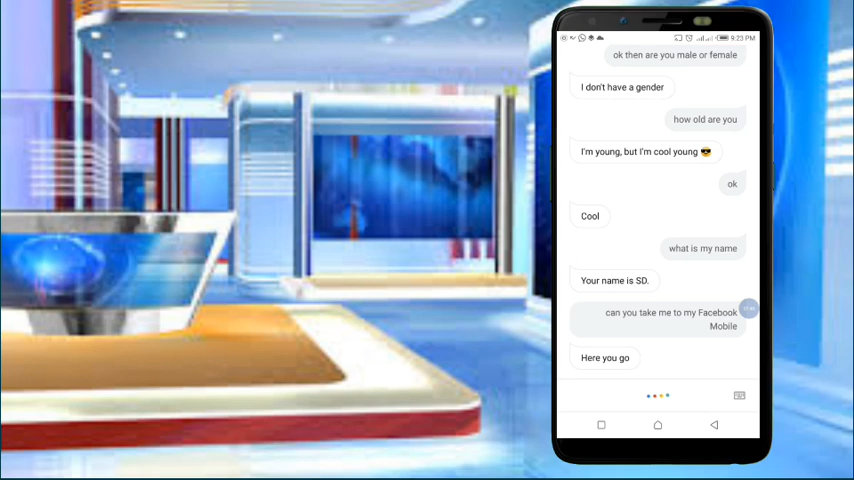 9:23 PM
ok then are you male or female
I don't have a gender
how old are you
I'm young, but I'm cool young 😎
ok
Cool
what is my name
Your name is SD.
can you take me to my Facebook
Mobile
Here you go